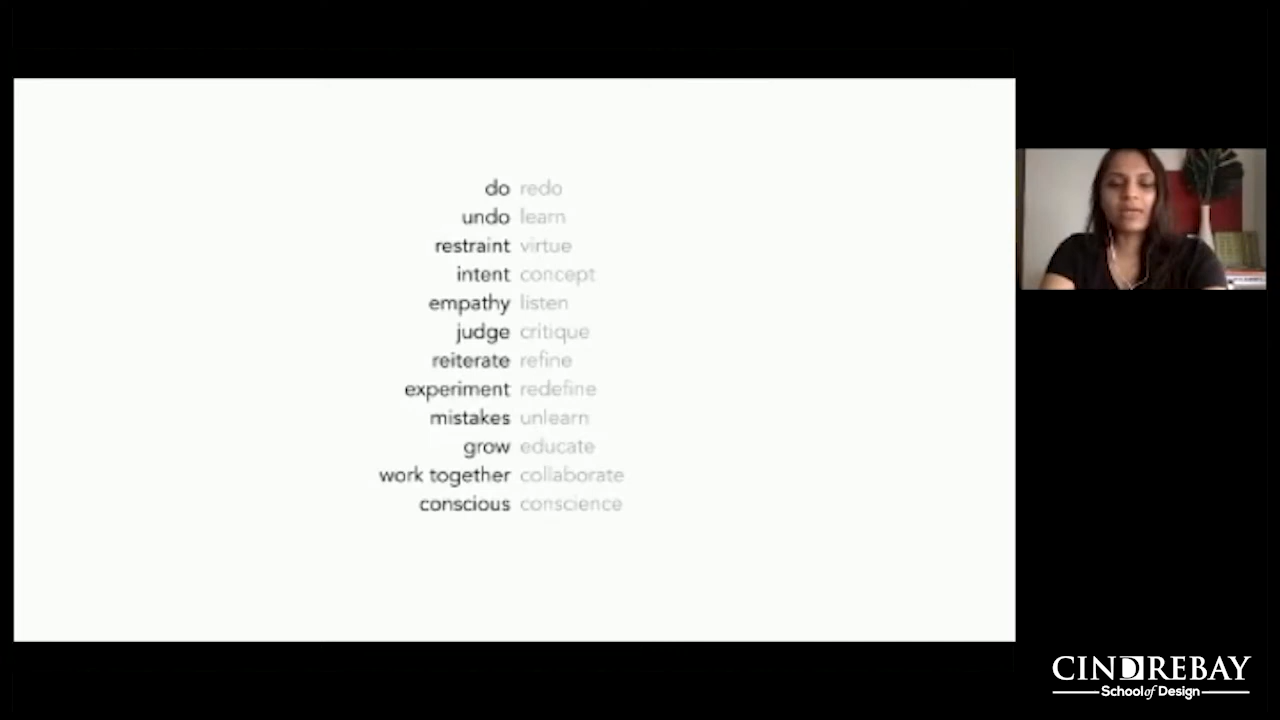 do redo
undo learn
restraint virtue
intent concept
empathy listen
judge critique
reiterate refine
experiment redefine
mistakes unlearn
grow educate
work together collaborate
conscious conscience
CINDREBAY
School of Design